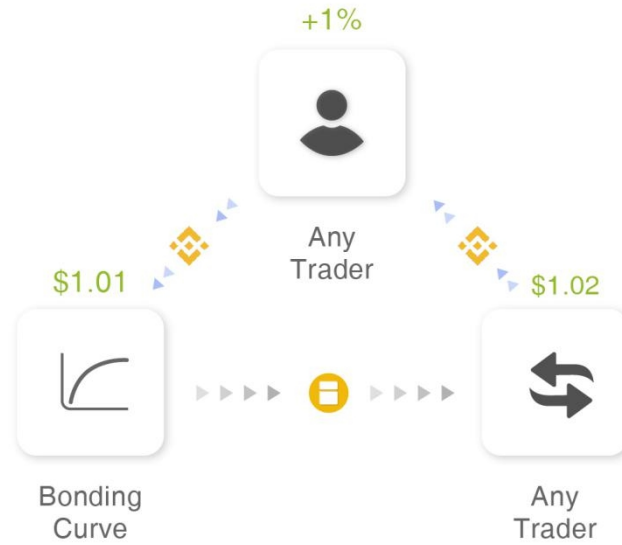 +1%
Any
Trader
$1.01
$1.02
Bonding
Curve
Any
Trader